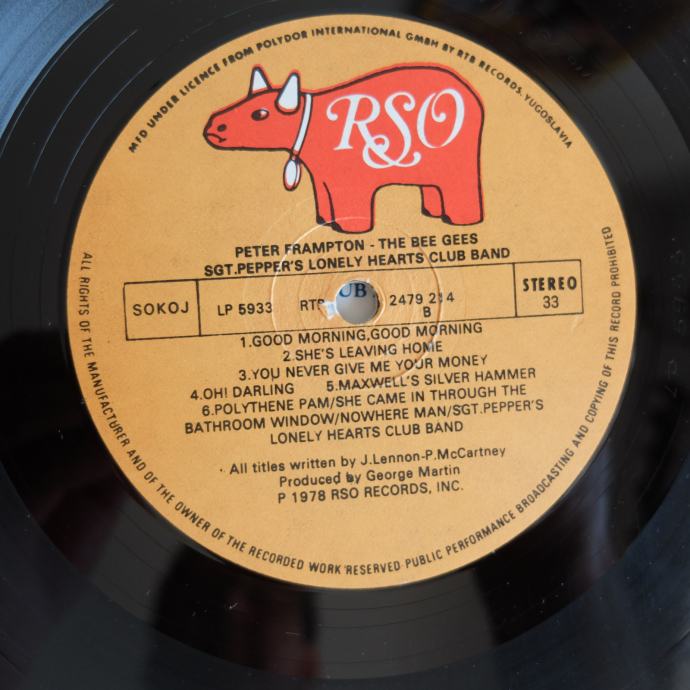 MFD UNDER LICENCE FROM POLYDOR INTERNATIONAL GMBH BY RTB RECORDS, YUGOSLAVIA
RSO
PETER FRAMPTON - THE BEE GEES
SGT.PEPPER'S LONELY HEARTS CLUB BAND
SOKOJ
LP 5933 2479 214
B
STEREO
33
1.GOOD MORNING,GOOD MORNING
2.SHE'S LEAVING HOME
3.YOU NEVER GIVE ME YOUR MONEY
4.OH! DARLING 5.MAXWELL'S SILVER HAMMER
6.POLYTHENE PAM/SHE CAME IN THROUGH THE
BATHROOM WINDOW/NOWHERE MAN/SGT.PEPPER'S
LONELY HEARTS CLUB BAND
All titles written by J.Lennon-P.McCartney
Produced by George Martin
P 1978 RSO RECORDS, INC.
ALL RIGHTS OF THE MANUFACTURER AND OF THE OWNER OF THE RECORDED WORK RESERVED PUBLIC PERFORMANCE BROADCASTING AND COPYING OF THIS RECORD PROHIBITED